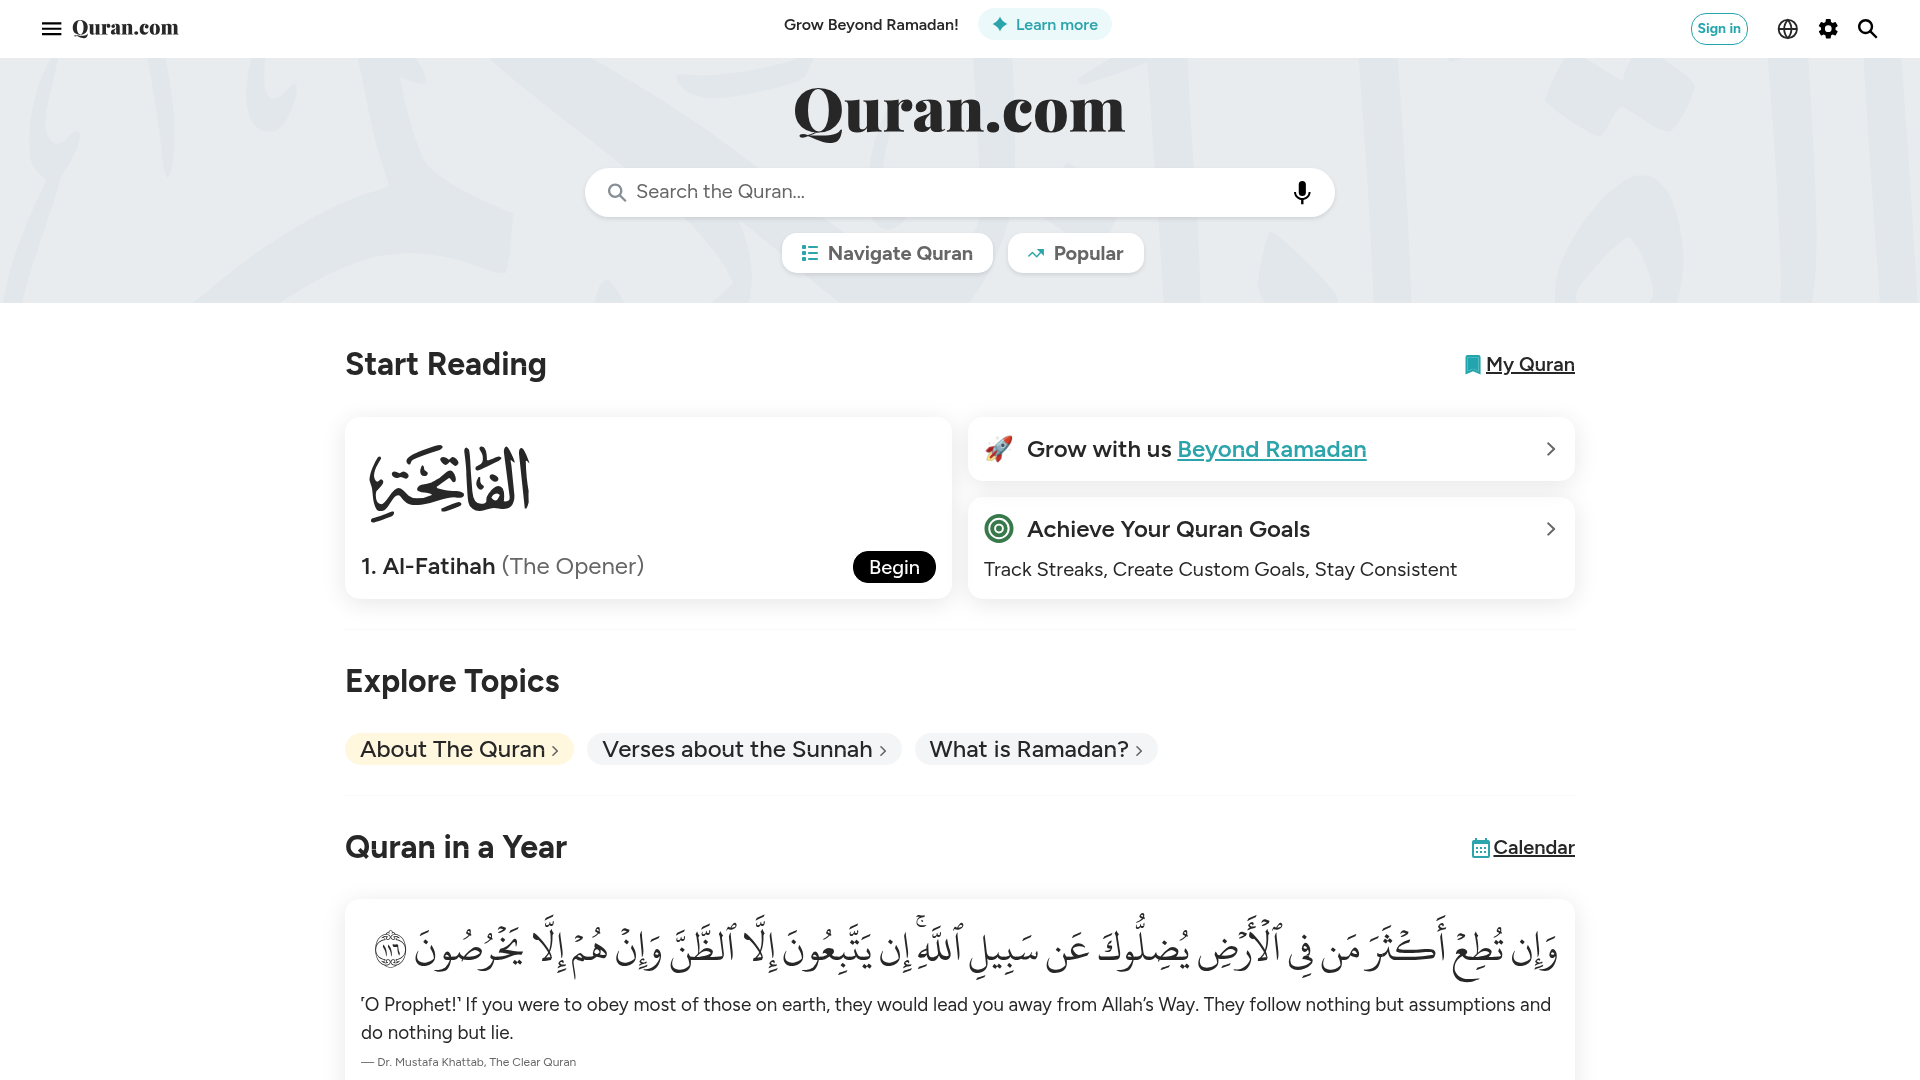 Quran.com
Grow Beyond Ramadan!
Learn more
Sign in
Quran.com
Search the Quran...
Navigate Quran
Popular
Start Reading
My Quran
الفَاتِحَةِ
1. Al-Fatihah (The Opener)
Begin
🚀 Grow with us Beyond Ramadan
Achieve Your Quran Goals
Track Streaks, Create Custom Goals, Stay Consistent
Explore Topics
About The Quran ›
Verses about the Sunnah ›
What is Ramadan? ›
Quran in a Year
Calendar
وَإِن تُطِعْ أَكْثَرَ مَن فِى ٱلْأَرْضِ يُضِلُّوكَ عَن سَبِيلِ ٱللَّهِ ۚ إِن يَتَّبِعُونَ إِلَّا ٱلظَّنَّ وَإِنْ هُمْ إِلَّا يَخْرُصُونَ ١١٦
˹O Prophet!˺ If you were to obey most of those on earth, they would lead you away from Allah’s Way. They follow nothing but assumptions and
do nothing but lie.
— Dr. Mustafa Khattab, The Clear Quran